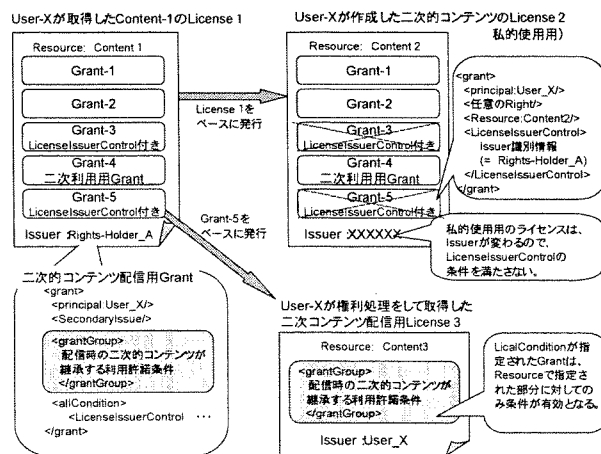 User-Xが取得したContent-1のLicense 1
Resource: Content 1
Grant-1
Grant-2
Grant-3
LicenseIssuerControl付き
Grant-4
二次利用用Grant
Grant-5
LicenseIssuerControl付き
Issuer :Rights-Holder_A
License 1を
ベースに発行
User-Xが作成した二次的コンテンツのLicense 2
私的使用用）
Resource: Content 2
Grant-1
Grant-2
Grant-3
LicenseIssuerControl付き
Grant-4
二次利用用Grant
Grant-5
LicenseIssuerControl付き
Issuer :XXXXXX
<grant>
<principal:User_X/>
<任意のRight/>
<Resource:Content2/>
<LicenseIssuerControl>
Issuer識別情報
(= Rights-Holder_A)
</LicenseIssuerControl>
</grant>
私的使用用のライセンスは、
Issuerが変わるので、
LicenseIssuerControlの
条件を満たさない。
Grant-5を
ベースに発行
二次的コンテンツ配信用Grant
<grant>
<principal:User_X/>
<SecondaryIssue/>
<grantGroup>
配信時の二次的コンテンツが
継承する利用許諾条件
</grantGroup>
<allCondition>
<LicenseIssuerControl …
</grant>
User-Xが権利処理をして取得した
二次コンテンツ配信用License 3
Resource: Content3
<grantGroup>
配信時の二次的コンテンツが
継承する利用許諾条件
</grantGroup>
Issuer :User_X
LicalConditionが指
定されたGrantは、
Resourceで指定さ
れた部分に対しての
み条件が有効となる。